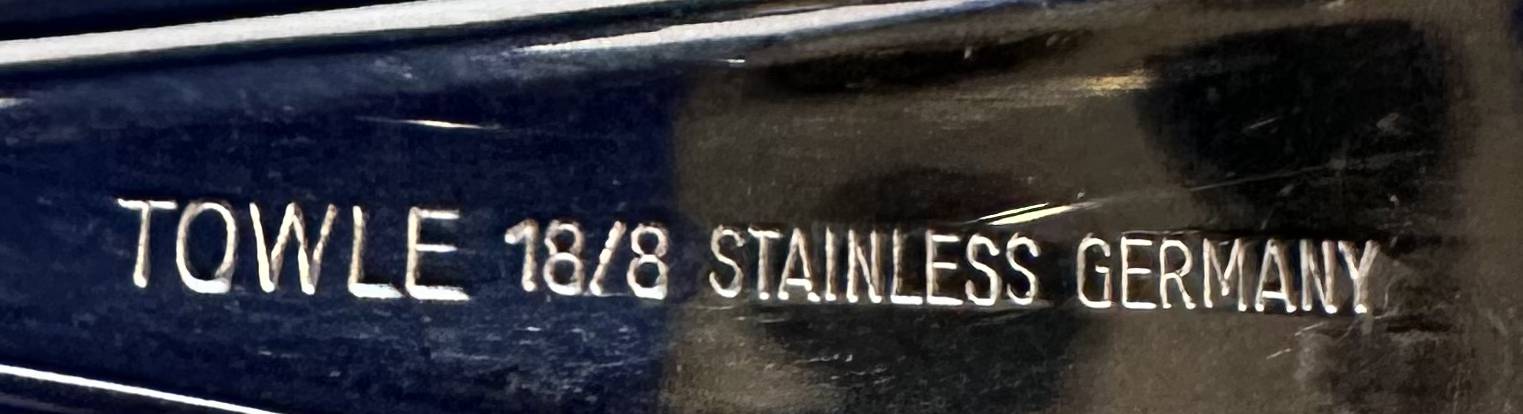 TOWLE 18/8 STAINLESS GERMANY